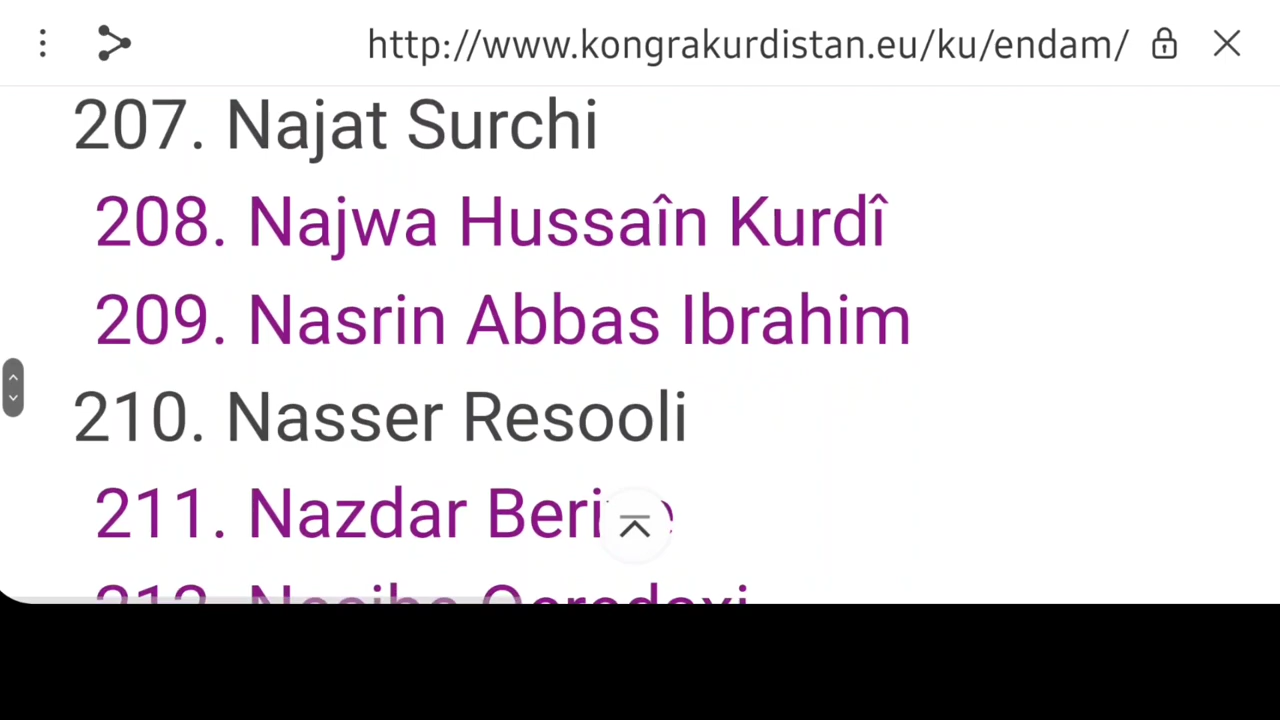 http://www.kongrakurdistan.eu/ku/endam/
207. Najat Surchi
208. Najwa Hussaîn Kurdî
209. Nasrin Abbas Ibrahim
210. Nasser Resooli
211. Nazdar